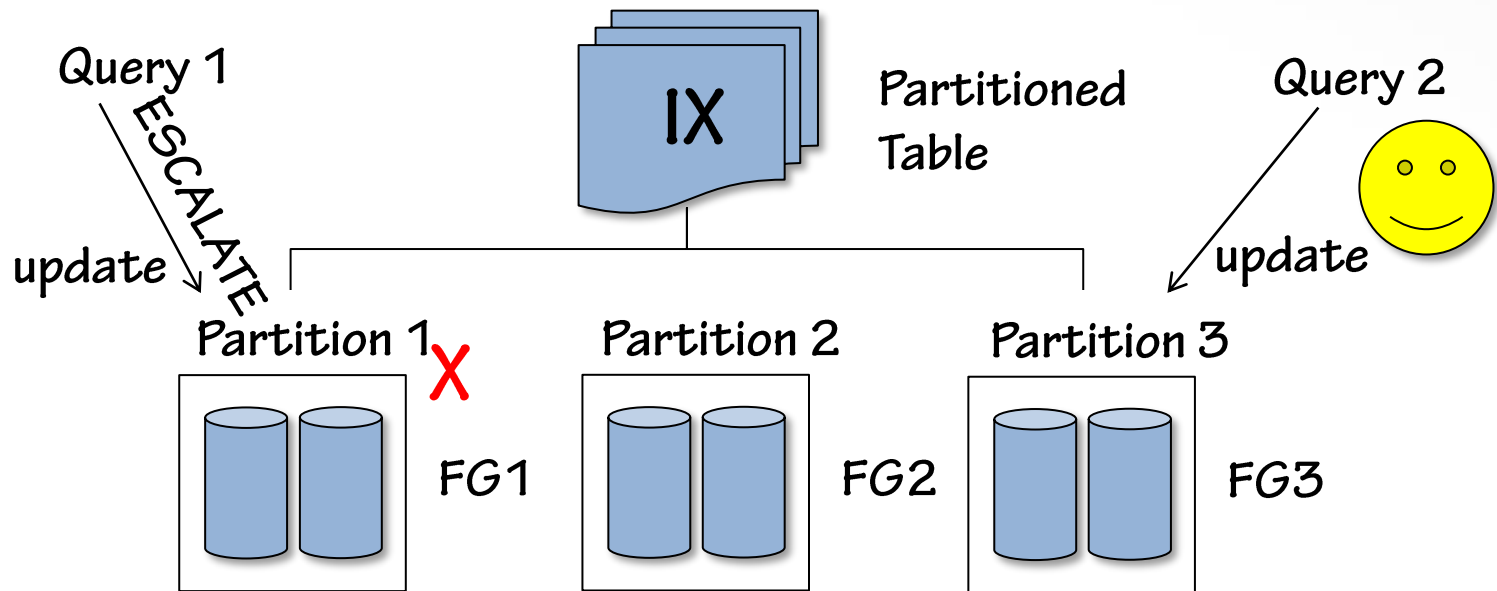 Query 1
ESCALATE
update
IX
Partitioned
Table
Query 2
update
Partition 1
X
Partition 2
Partition 3
FG1
FG2
FG3